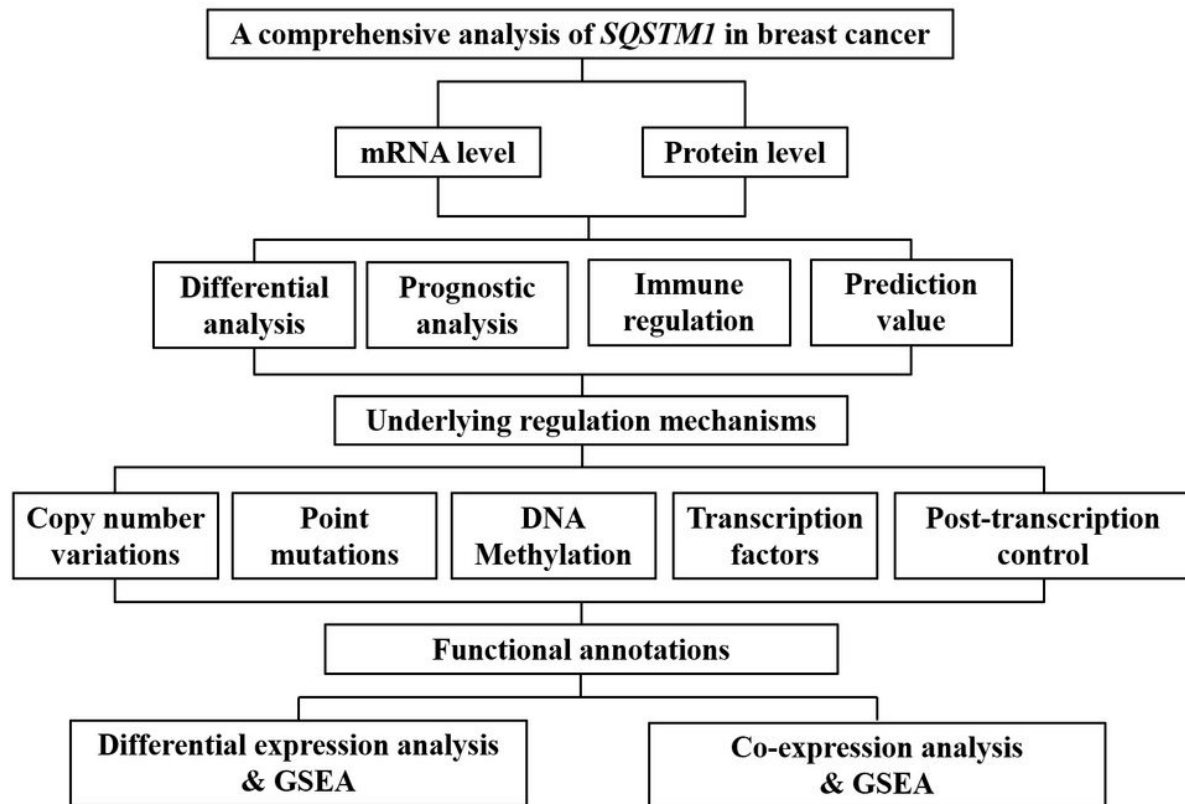 A comprehensive analysis of SQSTM1 in breast cancer
mRNA level
Protein level
Differential
analysis
Prognostic
analysis
Immune
regulation
Prediction
value
Underlying regulation mechanisms
Copy number
variations
Point
mutations
DNA
Methylation
Transcription
factors
Post-transcription
control
Functional annotations
Differential expression analysis
& GSEA
Co-expression analysis
& GSEA